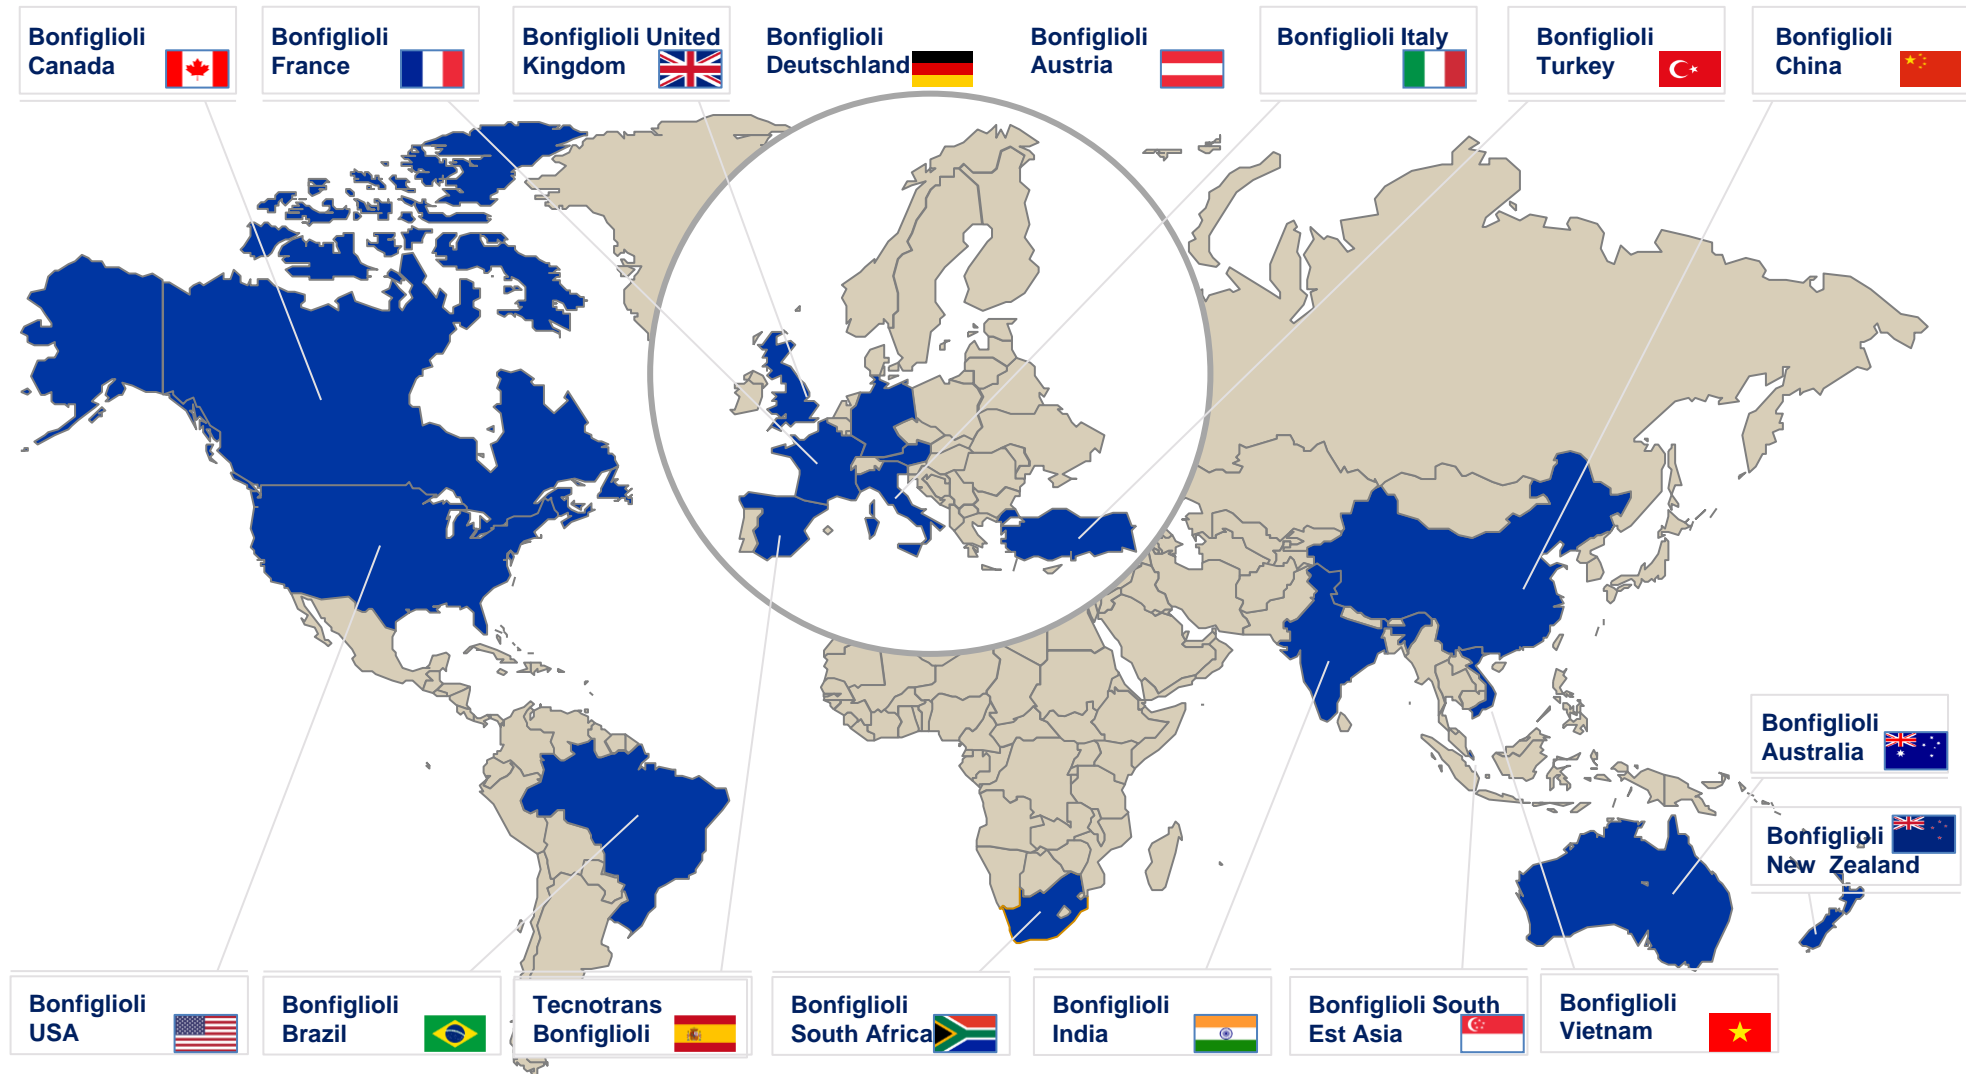 Bonfiglioli
Canada
Bonfiglioli
France
Bonfiglioli United
Kingdom
Bonfiglioli
Deutschland
Bonfiglioli
Austria
Bonfiglioli Italy
Bonfiglioli
Turkey
Bonfiglioli
China
Bonfiglioli
Australia
Bonfiglioli
New Zealand
Bonfiglioli
USA
Bonfiglioli
Brazil
Tecnotrans
Bonfiglioli
Bonfiglioli
South Africa
Bonfiglioli
India
Bonfiglioli South
Est Asia
Bonfiglioli
Vietnam